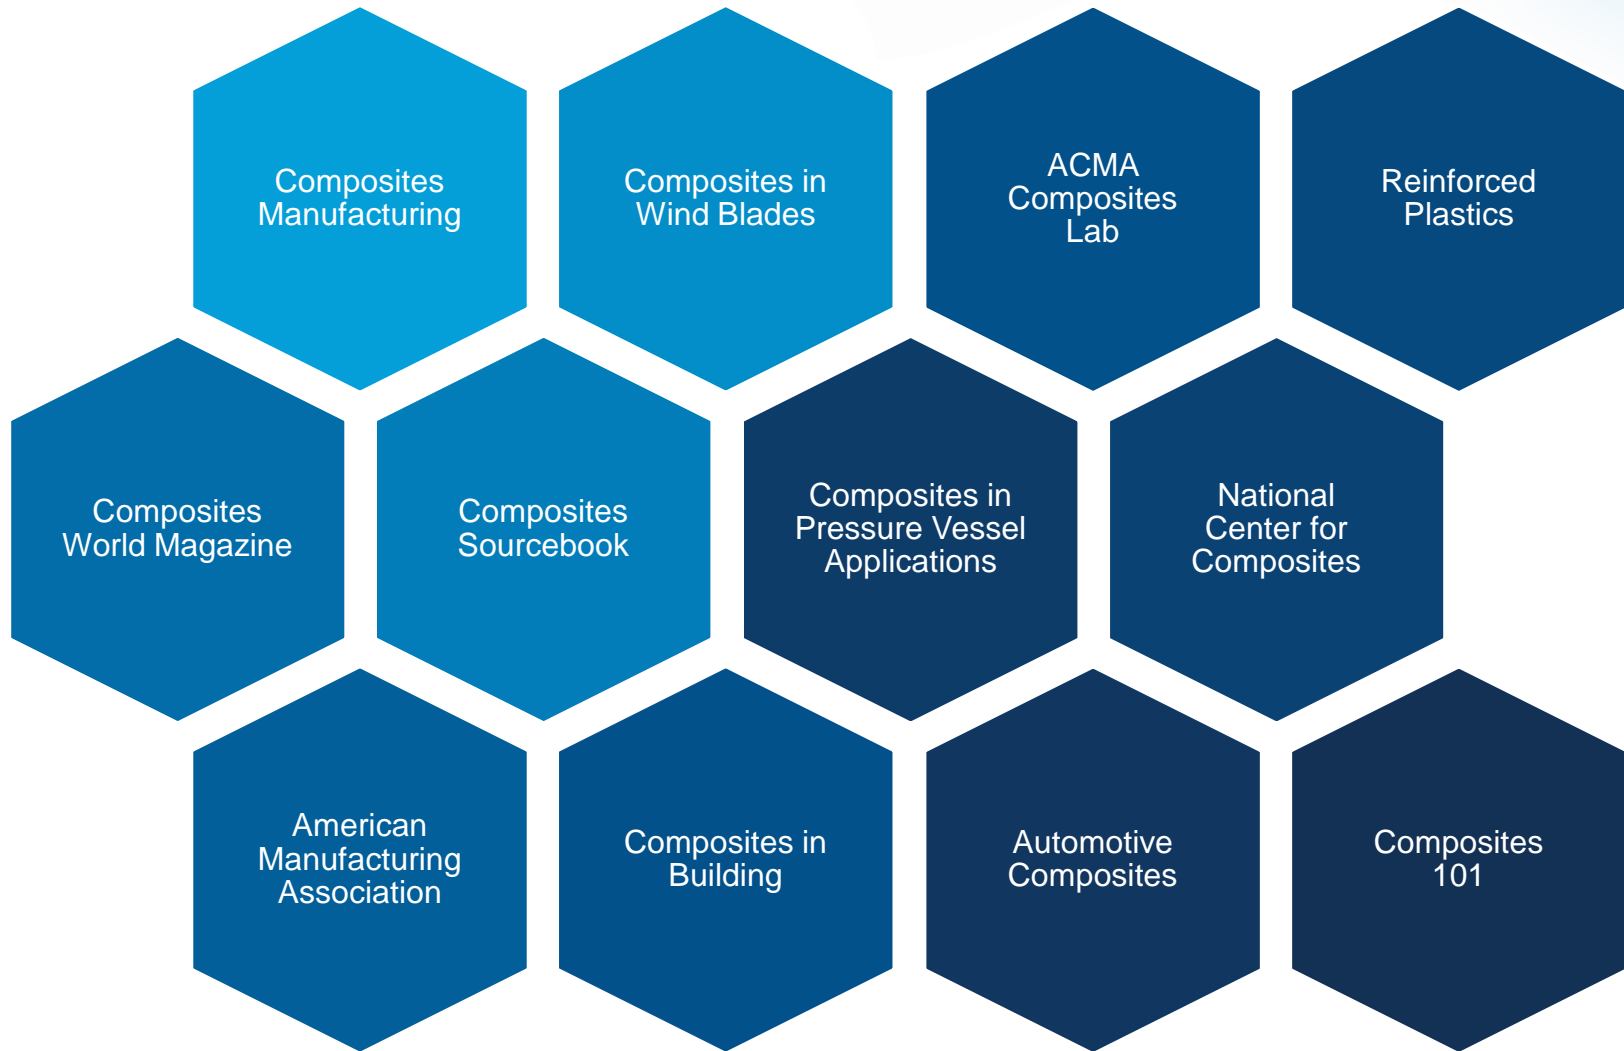 Composites
Manufacturing
Composites in
Wind Blades
ACMA
Composites
Lab
Reinforced
Plastics
Composites
World Magazine
Composites
Sourcebook
Composites in
Pressure Vessel
Applications
National
Center for
Composites
American
Manufacturing
Association
Composites in
Building
Automotive
Composites
Composites
101